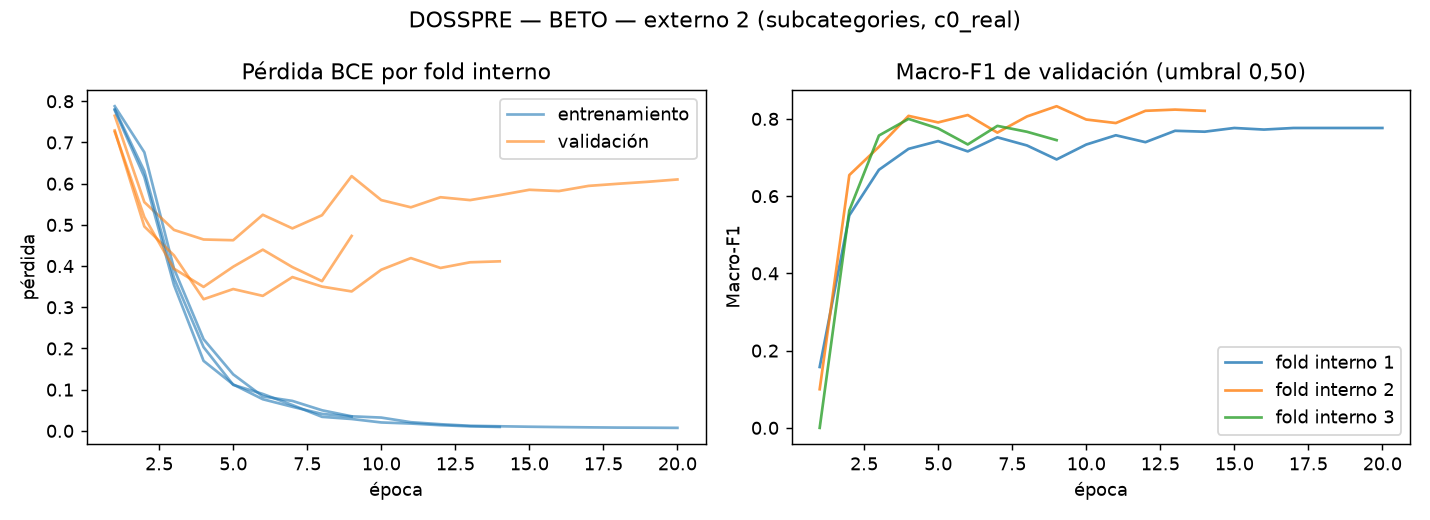 DOSSPRE — BETO — externo 2 (subcategories, c0_real)
Pérdida BCE por fold interno
pérdida
0.8
0.7
0.6
0.5
0.4
0.3
0.2
0.1
0.0
entrenamiento
validación
2.5 5.0 7.5 10.0 12.5 15.0 17.5 20.0
época
Macro-F1 de validación (umbral 0,50)
Macro-F1
0.8
0.6
0.4
0.2
0.0
fold interno 1
fold interno 2
fold interno 3
2.5 5.0 7.5 10.0 12.5 15.0 17.5 20.0
época